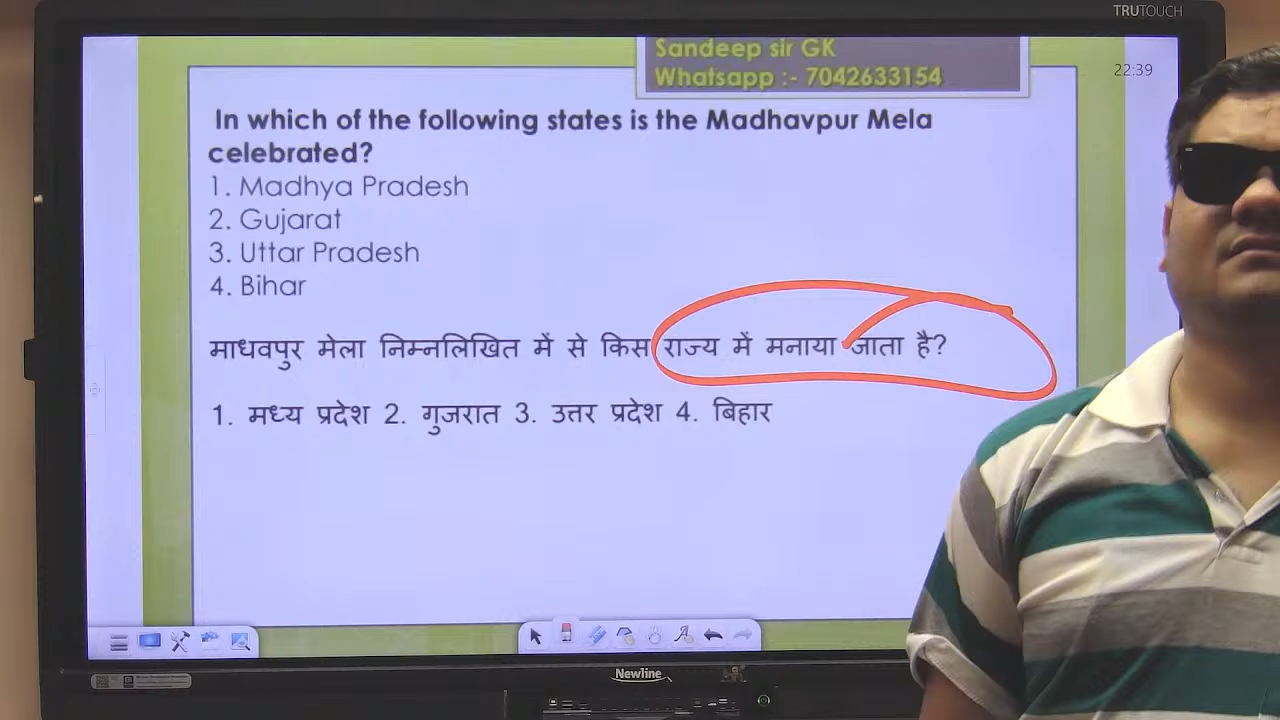 TRUTOUCH
Sandeep sir GK
Whatsapp :- 7042633154
22:39
In which of the following states is the Madhavpur Mela
celebrated?
1. Madhya Pradesh
2. Gujarat
3. Uttar Pradesh
4. Bihar
माधवपुर मेला निम्नलिखित में से किस राज्य में मनाया जाता है?
1. मध्य प्रदेश 2. गुजरात 3. उत्तर प्रदेश 4. बिहार
Newline